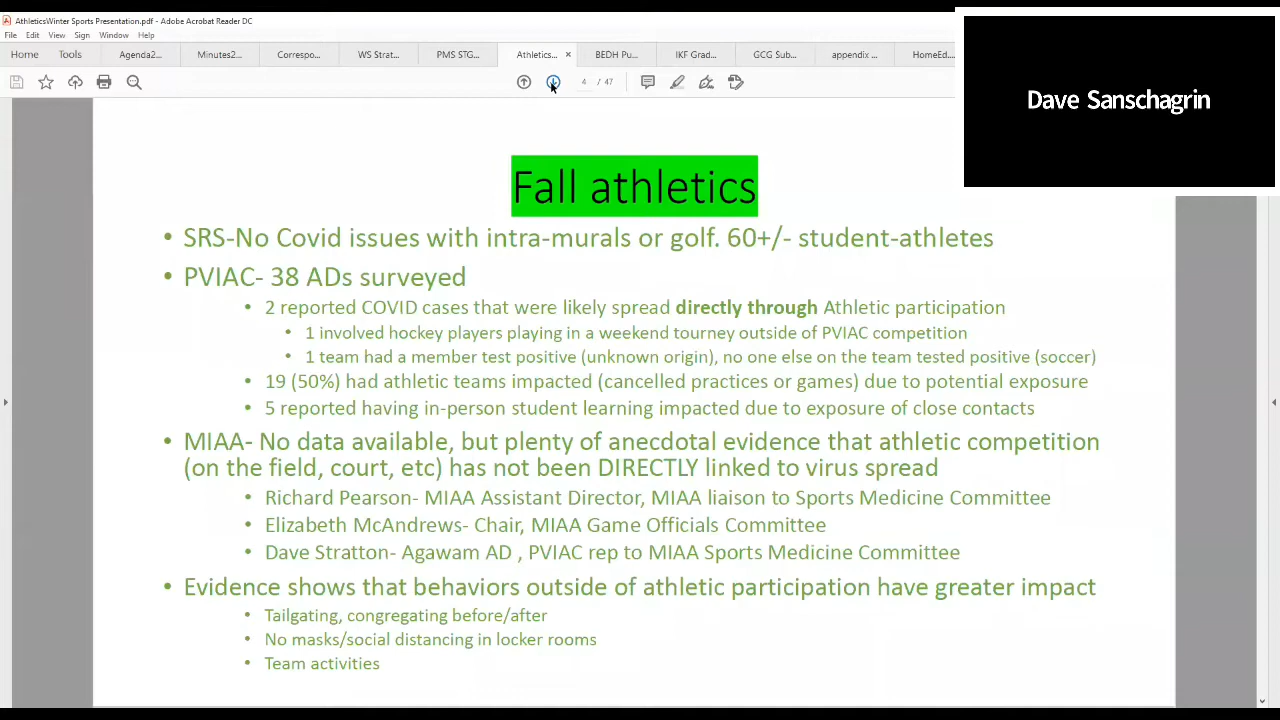 AthleticsWinter Sports Presentation.pdf - Adobe Acrobat Reader DC
File Edit View Sign Window Help
Home Tools Agenda2... Minutes2... Correspo... WS Strat... PMS STG... Athletics... × BEDH Pu... IKF Grad... GCG Sub... appendix ... HomeEd...
4 / 47
Dave Sanschagrin
Fall athletics
• SRS-No Covid issues with intra-murals or golf. 60+/- student-athletes
• PVIAC- 38 ADs surveyed
• 2 reported COVID cases that were likely spread directly through Athletic participation
• 1 involved hockey players playing in a weekend tourney outside of PVIAC competition
• 1 team had a member test positive (unknown origin), no one else on the team tested positive (soccer)
• 19 (50%) had athletic teams impacted (cancelled practices or games) due to potential exposure
• 5 reported having in-person student learning impacted due to exposure of close contacts
• MIAA- No data available, but plenty of anecdotal evidence that athletic competition
(on the field, court, etc) has not been DIRECTLY linked to virus spread
• Richard Pearson- MIAA Assistant Director, MIAA liaison to Sports Medicine Committee
• Elizabeth McAndrews- Chair, MIAA Game Officials Committee
• Dave Stratton- Agawam AD , PVIAC rep to MIAA Sports Medicine Committee
• Evidence shows that behaviors outside of athletic participation have greater impact
• Tailgating, congregating before/after
• No masks/social distancing in locker rooms
• Team activities